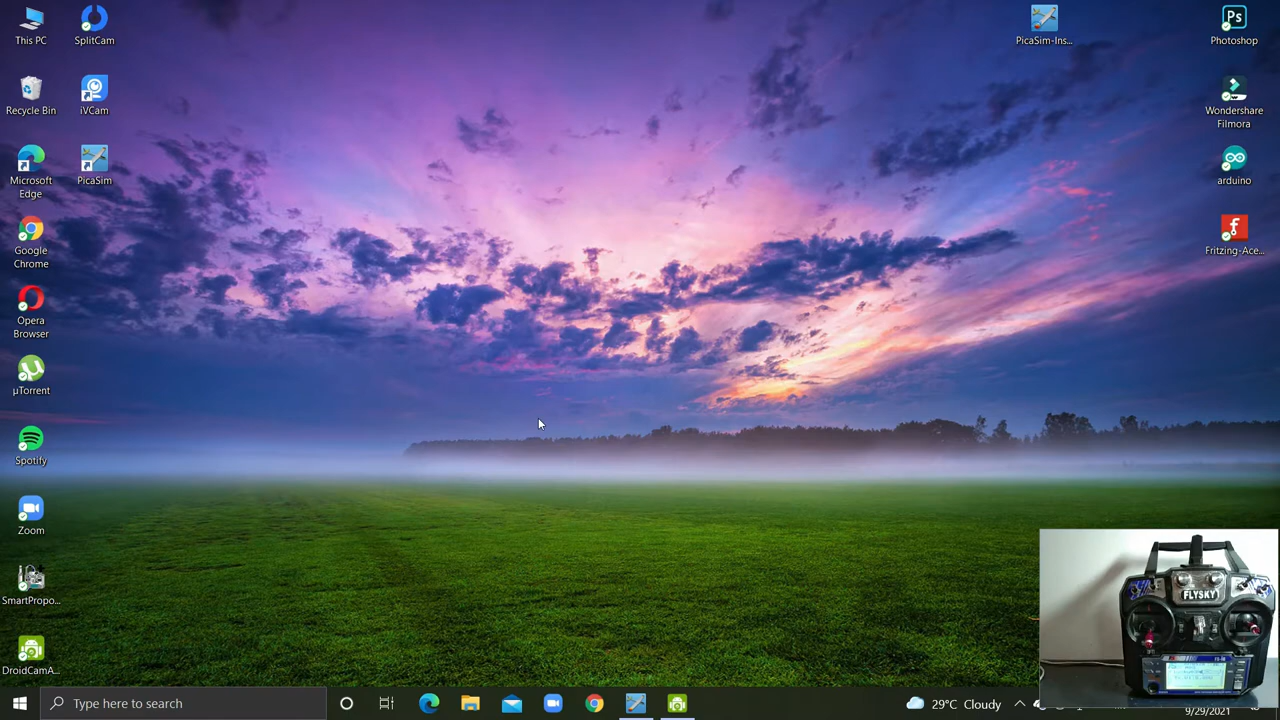 This PC
SplitCam
PicaSim-Ins...
Photoshop
Ps
Recycle Bin
iVCam
Wondershare
Filmora
Microsoft
Edge
PicaSim
arduino
Google
Chrome
Fritzing-Ace...
Opera
Browser
µTorrent
Spotify
Zoom
SmartPropo...
DroidCamA...
FLYSKY
Type here to search
29°C Cloudy
9/29/2021